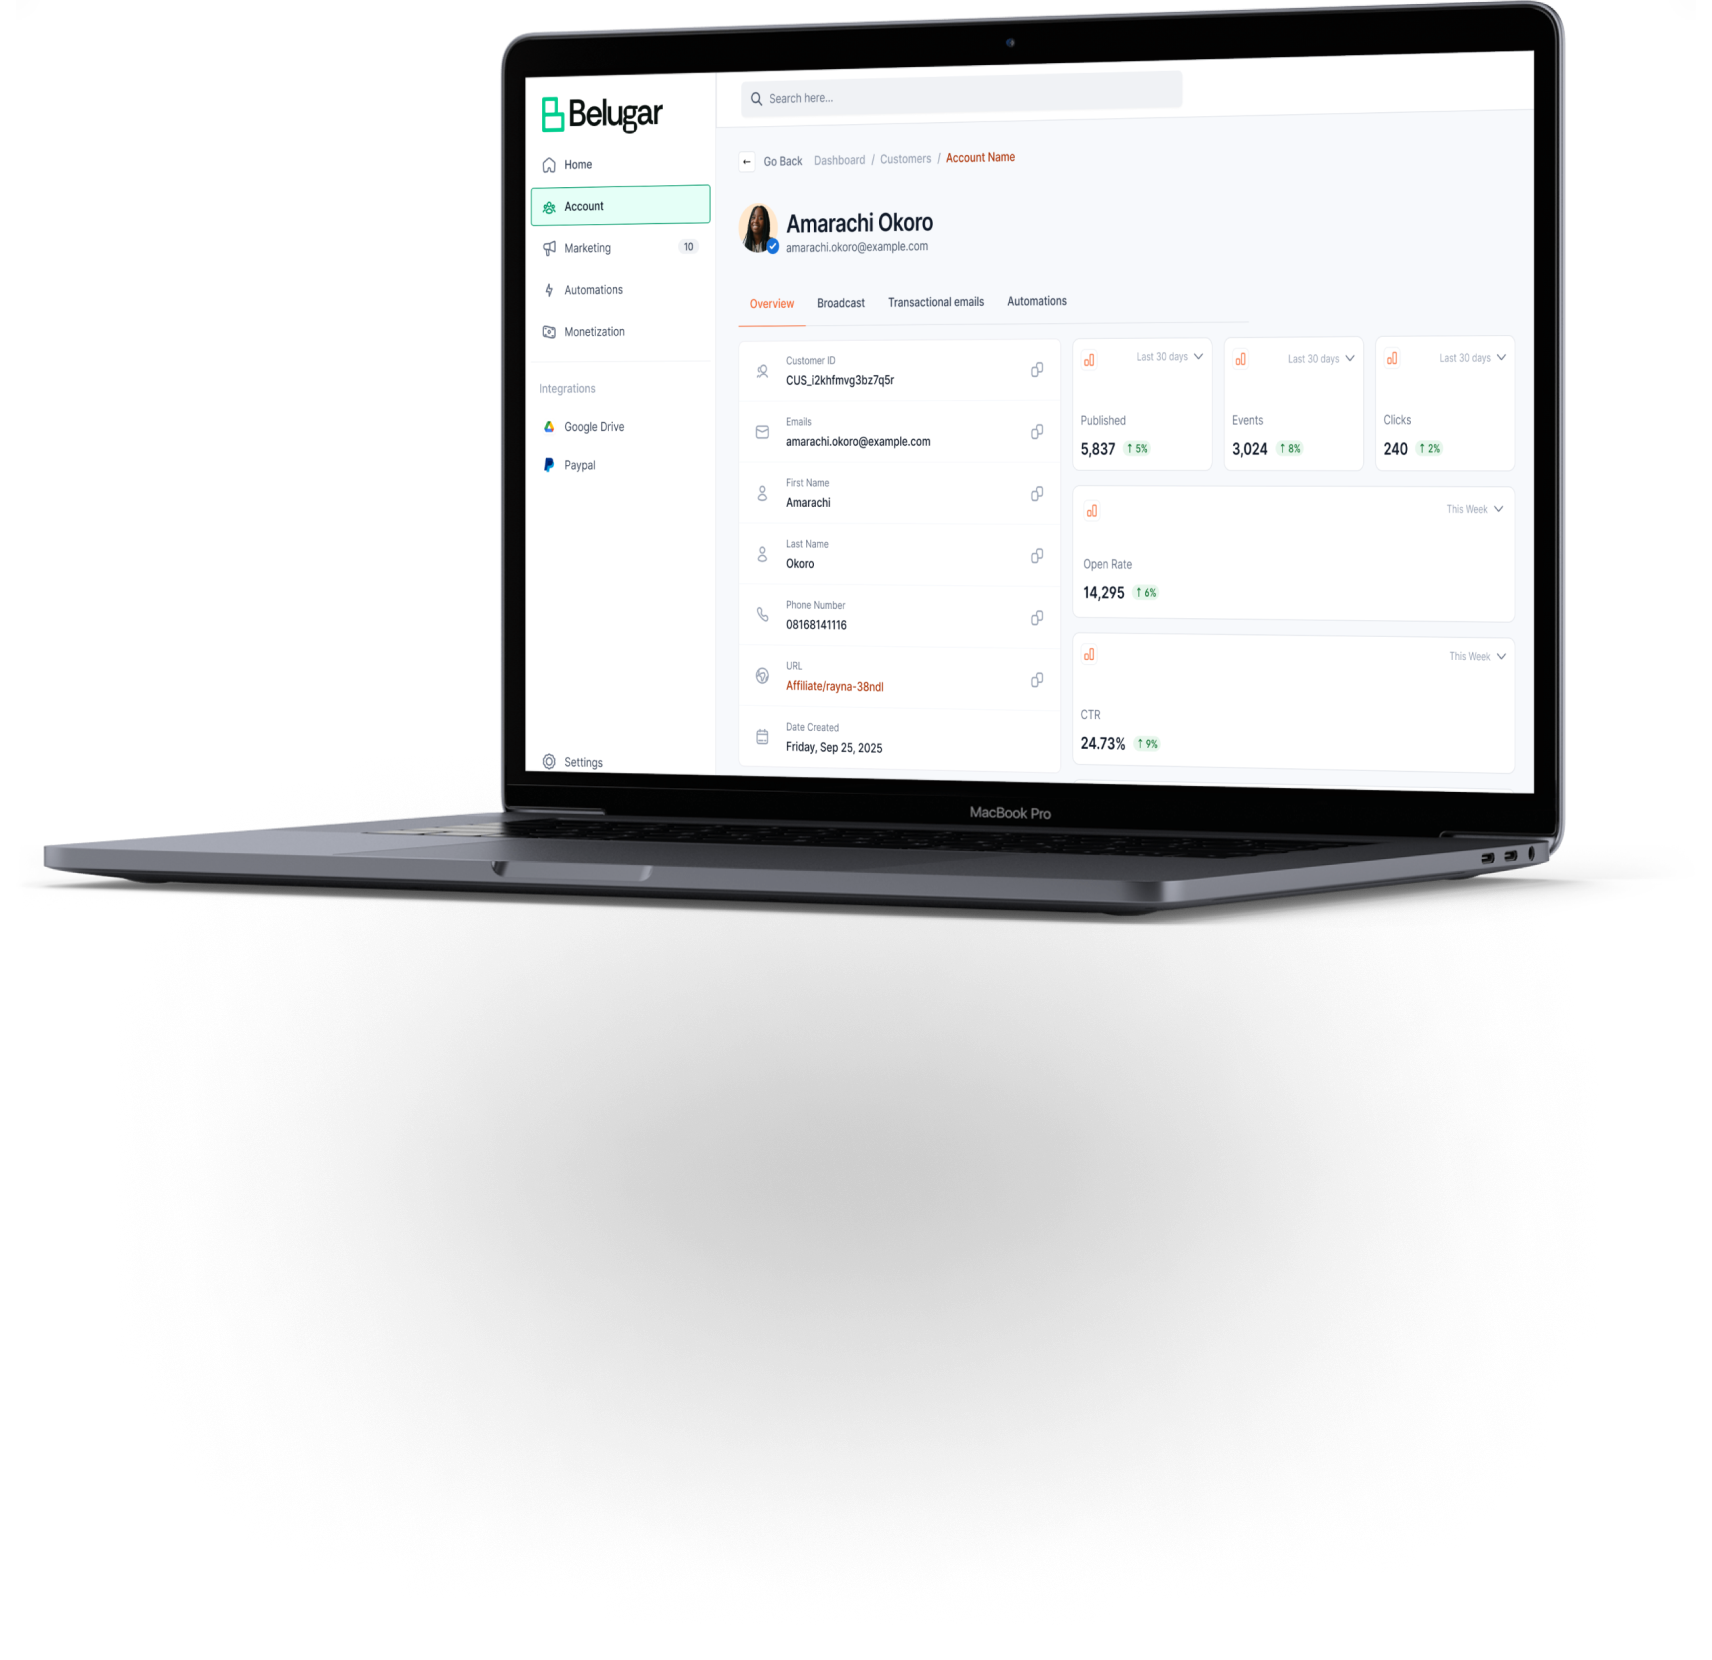 Belugar
Search here...
Home
Account
Marketing 10
Automations
Monetization
Integrations
Google Drive
Paypal
Settings
← Go Back Dashboard / Customers / Account Name
Amarachi Okoro
amarachi.okoro@example.com
Overview Broadcast Transactional emails Automations
Customer ID
CUS_i2khfmvg3bz7q5r
Emails
amarachi.okoro@example.com
First Name
Amarachi
Last Name
Okoro
Phone Number
08168141116
URL
Affiliate/rayna-38ndl
Date Created
Friday, Sep 25, 2025
Last 30 days
Published
5,837 ↑ 5%
Last 30 days
Events
3,024 ↑ 8%
Last 30 days
Clicks
240 ↑ 2%
This Week
Open Rate
14,295 ↑ 6%
This Week
CTR
24.73% ↑ 9%
MacBook Pro